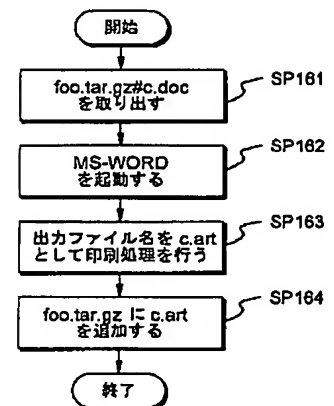 開始
foo.tar.gz#c.doc
を取り出す
SP161
MS-WORD
を起動する
SP162
出力ファイル名を c.art
として印刷処理を行う
SP163
foo.tar.gz に c.art
を追加する
SP164
終了